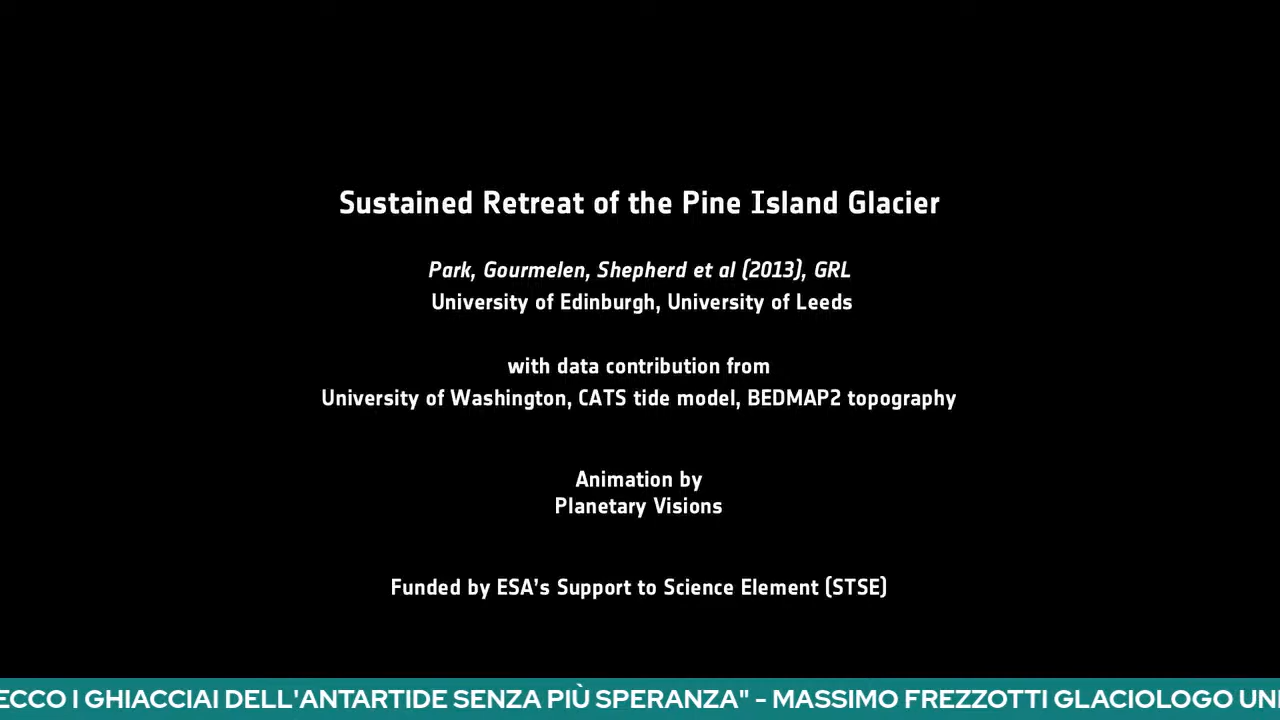 Sustained Retreat of the Pine Island Glacier
Park, Gourmelen, Shepherd et al (2013), GRL
University of Edinburgh, University of Leeds
with data contribution from
University of Washington, CATS tide model, BEDMAP2 topography
Animation by
Planetary Visions
Funded by ESA's Support to Science Element (STSE)
ECCO I GHIACCIAI DELL'ANTARTIDE SENZA PIÙ SPERANZA" - MASSIMO FREZZOTTI GLACIOLOGO UNI